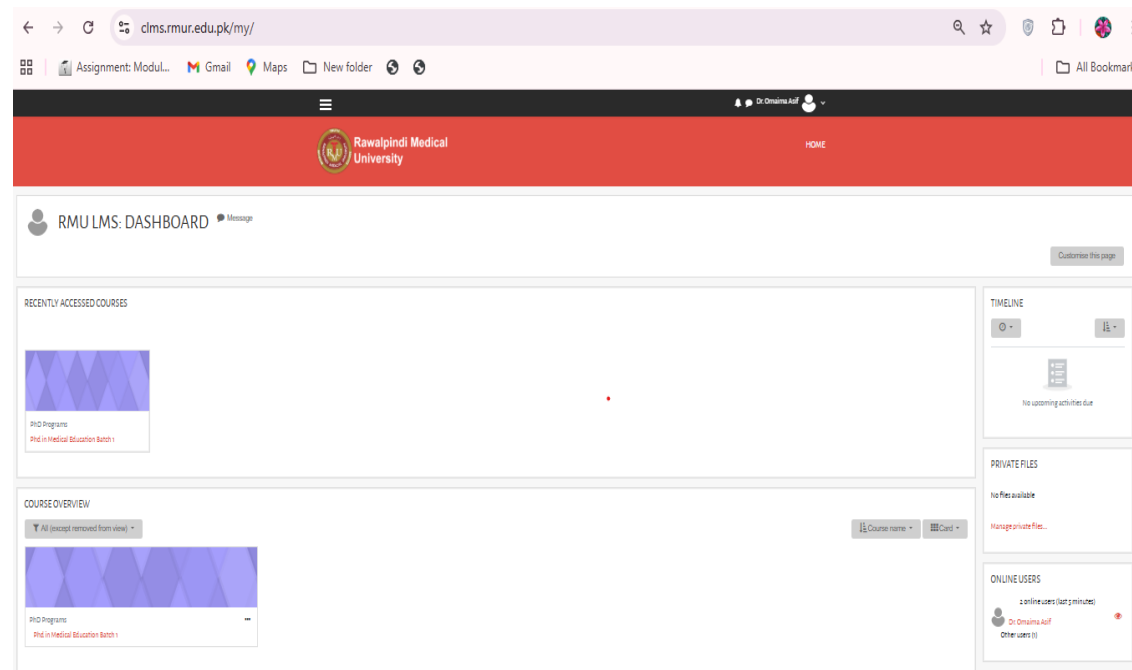 clms.rmur.edu.pk/my/
Assignment: Modul... Gmail Maps New folder All Bookmark
Dr. Omaima Asif
Rawalpindi Medical
University
HOME
RMU LMS: DASHBOARD Message
Customise this page
RECENTLY ACCESSED COURSES
PhD Programs
Phd in Medical Education Batch 1
TIMELINE
No upcoming activities due
PRIVATE FILES
No files available
Manage private files...
COURSE OVERVIEW
All (except removed from view) Course name Card
PhD Programs
Phd in Medical Education Batch 1
ONLINE USERS
2 online users (last 5 minutes)
Dr. Omaima Asif
Other users (1)